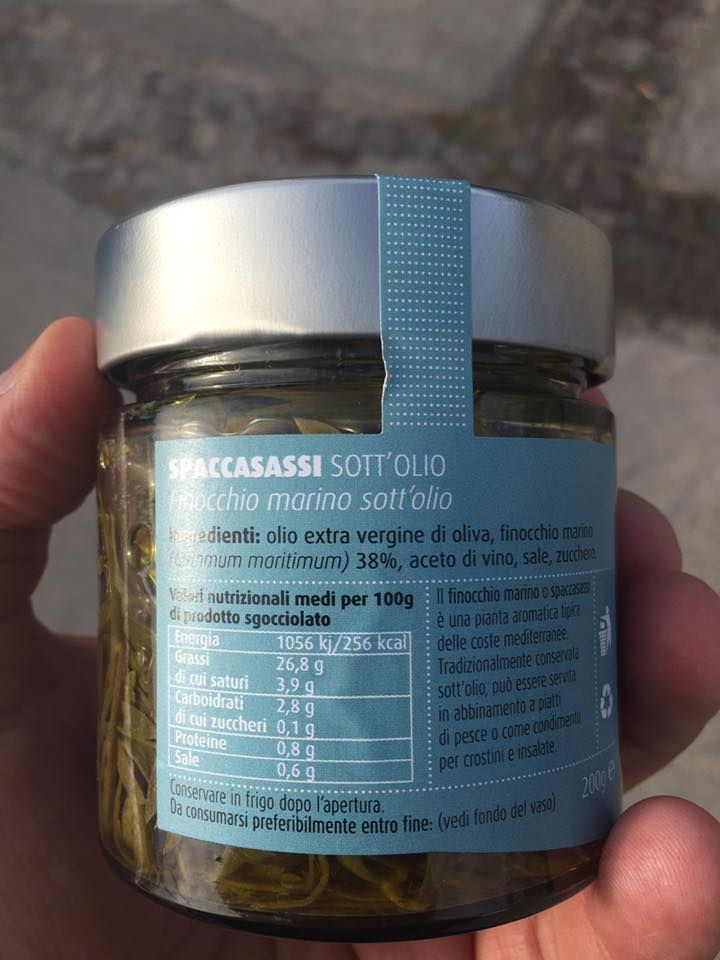 SPACCASASSI SOTT'OLIO
Finocchio marino sott'olio
Ingredienti: olio extra vergine di oliva, finocchio marino
(Crithmum maritimum) 38%, aceto di vino, sale, zucchero.
Valori nutrizionali medi per 100g
di prodotto sgocciolato
Energia 1056 kj/256 kcal
Grassi 26,8 g
di cui saturi 3,9 g
Carboidrati 2,8 g
di cui zuccheri 0,1 g
Proteine 0,8 g
Sale 0,6 g
Il finocchio marino o spaccasassi
è una pianta aromatica tipica
delle coste mediterranee.
Tradizionalmente conservata
sott'olio, può essere servita
in abbinamento a piatti
di pesce o come condimento
per crostini e insalate.
Conservare in frigo dopo l'apertura.
Da consumarsi preferibilmente entro fine: (vedi fondo del vaso)
200g e